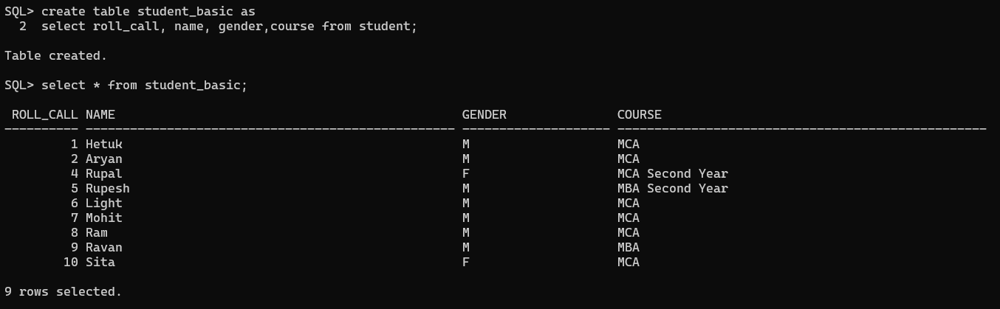 SQL> create table student_basic as
  2  select roll_call, name, gender,course from student;
Table created.
SQL> select * from student_basic;
 ROLL_CALL NAME                                               GENDER               COURSE
---------- -------------------------------------------------- -------------------- --------------------------------------------------
         1 Hetuk                                              M                    MCA
         2 Aryan                                              M                    MCA
         4 Rupal                                              F                    MCA Second Year
         5 Rupesh                                             M                    MBA Second Year
         6 Light                                              M                    MCA
         7 Mohit                                              M                    MCA
         8 Ram                                                M                    MCA
         9 Ravan                                              M                    MBA
        10 Sita                                               F                    MCA
9 rows selected.